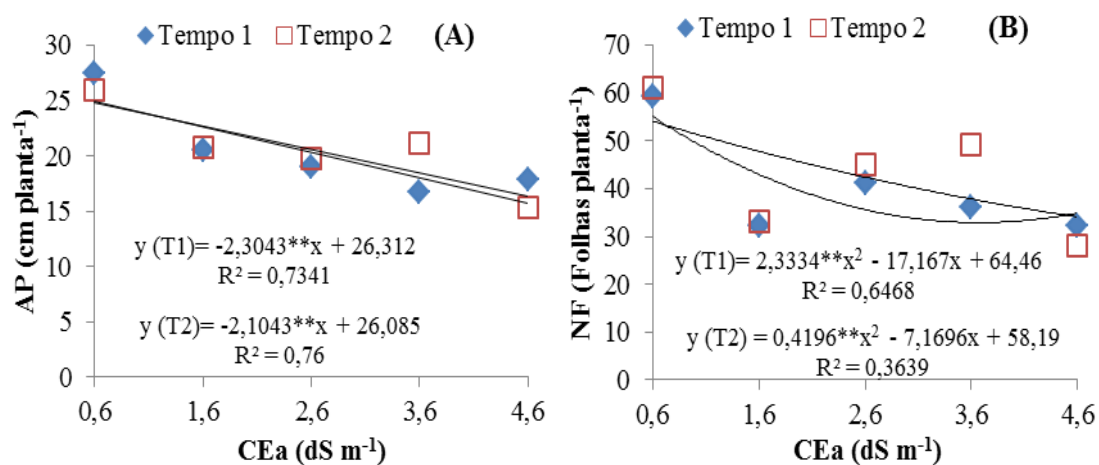 Tempo 1 Tempo 2 (A)
AP (cm planta-1)
30
25
20
15
10
5
0
y (T1)= -2,3043**x + 26,312
R² = 0,7341
y (T2)= -2,1043**x + 26,085
R² = 0,76
0,6 1,6 2,6 3,6 4,6
CEa (dS m-1)
Tempo 1 Tempo 2 (B)
NF (Folhas planta-1)
70
60
50
40
30
20
10
0
y (T1)= 2,3334**x² - 17,167x + 64,46
R² = 0,6468
y (T2) = 0,4196**x² - 7,1696x + 58,19
R² = 0,3639
0,6 1,6 2,6 3,6 4,6
CEa (dS m-1)